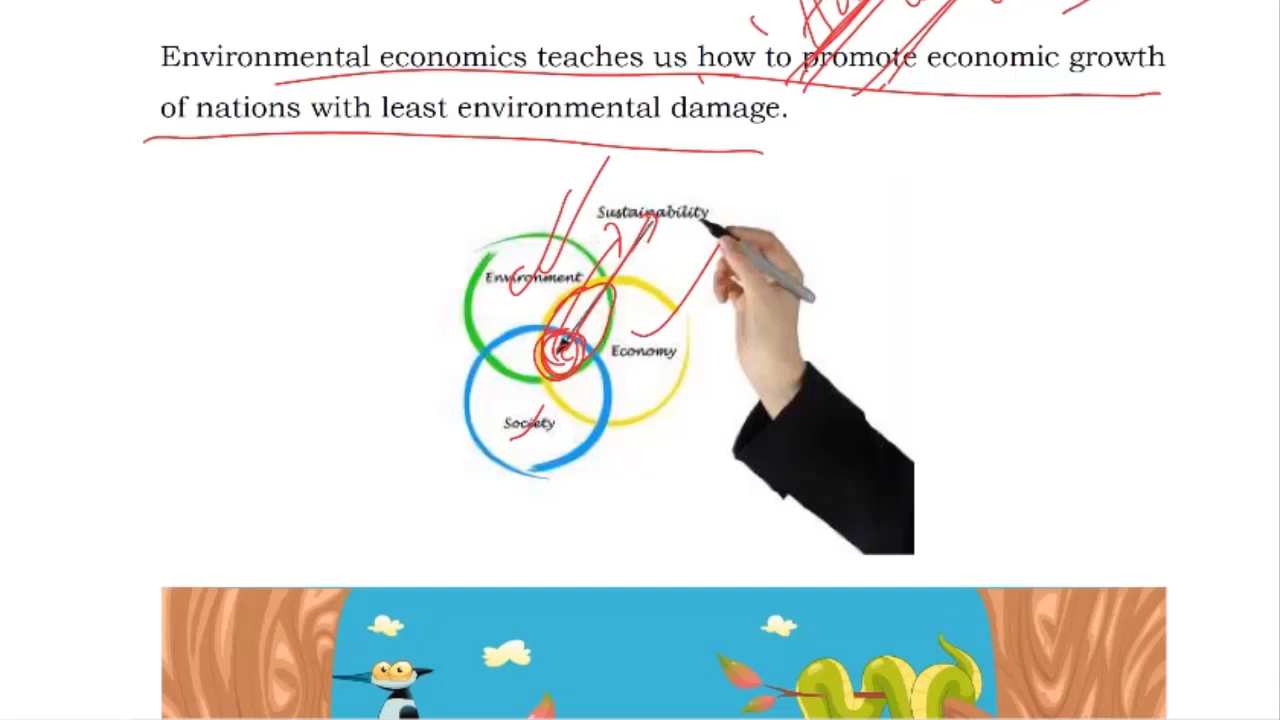 Environmental economics teaches us how to promote economic growth
of nations with least environmental damage.
Sustainability
Environment
Economy
Society